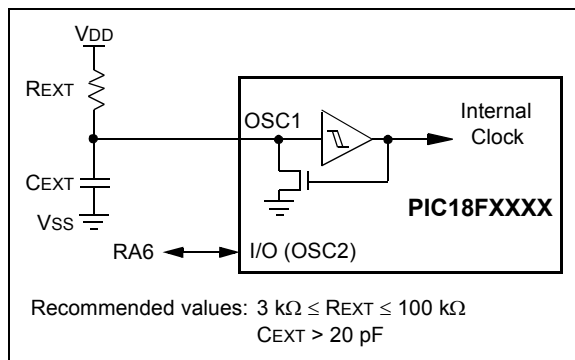 VDD
REXT
OSC1
Internal
Clock
CEXT
PIC18FXXXX
VSS
RA6
I/O (OSC2)
Recommended values: 3 kΩ ≤ REXT ≤ 100 kΩ
CEXT > 20 pF